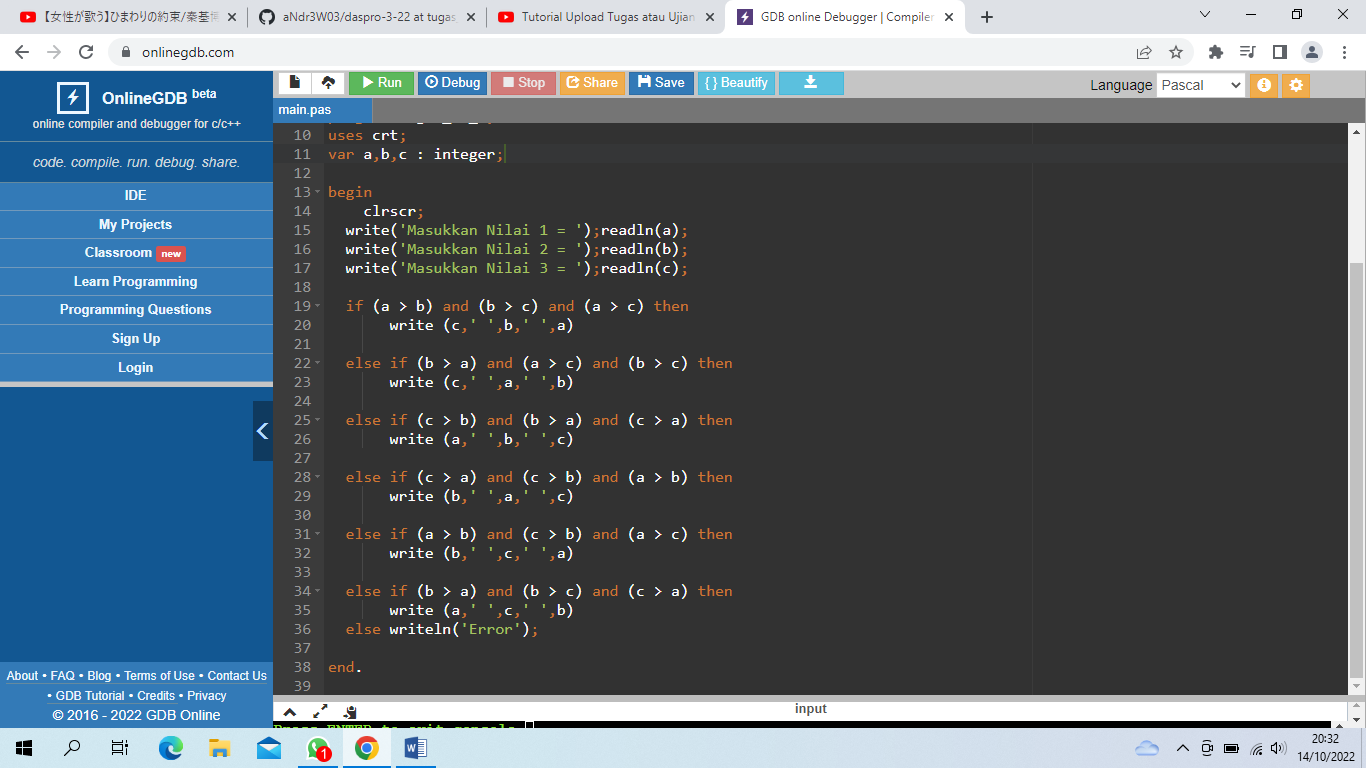 【女性が歌う】ひまわりの約束/秦基博
aNdr3W03/daspro-3-22 at tugas
Tutorial Upload Tugas atau Ujian
GDB online Debugger | Compiler
onlinegdb.com
OnlineGDB beta
online compiler and debugger for c/c++
code. compile. run. debug. share.
IDE
My Projects
Classroom new
Learn Programming
Programming Questions
Sign Up
Login
About • FAQ • Blog • Terms of Use • Contact Us
• GDB Tutorial • Credits • Privacy
© 2016 - 2022 GDB Online
Run Debug Stop Share Save { } Beautify
Language Pascal
main.pas
10 uses crt;
11 var a,b,c : integer;
12
13 begin
14 clrscr;
15 write('Masukkan Nilai 1 = ');readln(a);
16 write('Masukkan Nilai 2 = ');readln(b);
17 write('Masukkan Nilai 3 = ');readln(c);
18
19 if (a > b) and (b > c) and (a > c) then
20 write (c,' ',b,' ',a)
21
22 else if (b > a) and (a > c) and (b > c) then
23 write (c,' ',a,' ',b)
24
25 else if (c > b) and (b > a) and (c > a) then
26 write (a,' ',b,' ',c)
27
28 else if (c > a) and (c > b) and (a > b) then
29 write (b,' ',a,' ',c)
30
31 else if (a > b) and (c > b) and (a > c) then
32 write (b,' ',c,' ',a)
33
34 else if (b > a) and (b > c) and (c > a) then
35 write (a,' ',c,' ',b)
36 else writeln('Error');
37
38 end.
39
input
Press ENTER to exit console.
1
20:32
14/10/2022